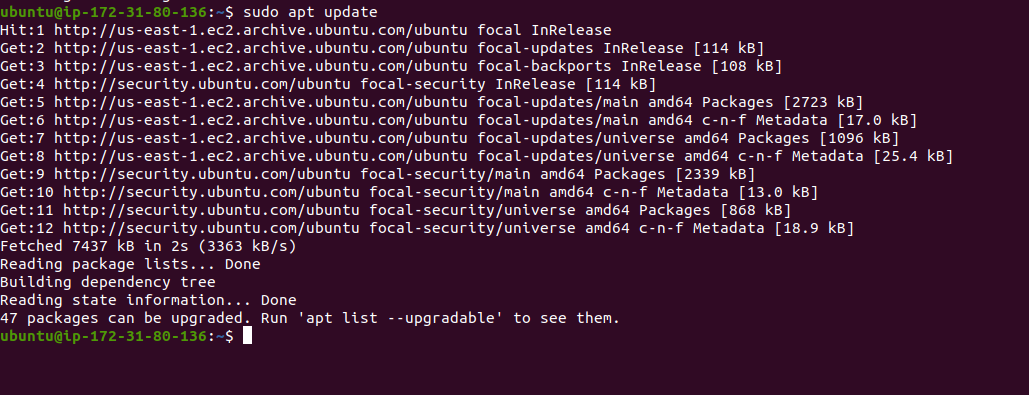 ubuntu@ip-172-31-80-136:~$ sudo apt update
Hit:1 http://us-east-1.ec2.archive.ubuntu.com/ubuntu focal InRelease
Get:2 http://us-east-1.ec2.archive.ubuntu.com/ubuntu focal-updates InRelease [114 kB]
Get:3 http://us-east-1.ec2.archive.ubuntu.com/ubuntu focal-backports InRelease [108 kB]
Get:4 http://security.ubuntu.com/ubuntu focal-security InRelease [114 kB]
Get:5 http://us-east-1.ec2.archive.ubuntu.com/ubuntu focal-updates/main amd64 Packages [2723 kB]
Get:6 http://us-east-1.ec2.archive.ubuntu.com/ubuntu focal-updates/main amd64 c-n-f Metadata [17.0 kB]
Get:7 http://us-east-1.ec2.archive.ubuntu.com/ubuntu focal-updates/universe amd64 Packages [1096 kB]
Get:8 http://us-east-1.ec2.archive.ubuntu.com/ubuntu focal-updates/universe amd64 c-n-f Metadata [25.4 kB]
Get:9 http://security.ubuntu.com/ubuntu focal-security/main amd64 Packages [2339 kB]
Get:10 http://security.ubuntu.com/ubuntu focal-security/main amd64 c-n-f Metadata [13.0 kB]
Get:11 http://security.ubuntu.com/ubuntu focal-security/universe amd64 Packages [868 kB]
Get:12 http://security.ubuntu.com/ubuntu focal-security/universe amd64 c-n-f Metadata [18.9 kB]
Fetched 7437 kB in 2s (3363 kB/s)
Reading package lists... Done
Building dependency tree
Reading state information... Done
47 packages can be upgraded. Run 'apt list --upgradable' to see them.
ubuntu@ip-172-31-80-136:~$